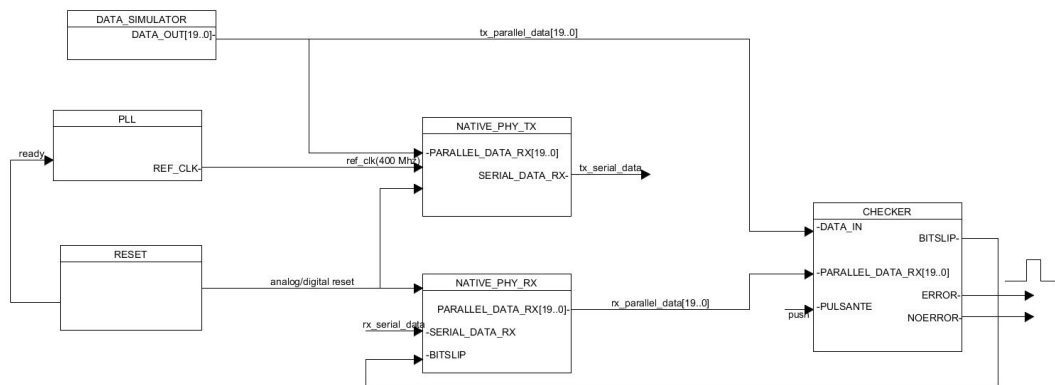 DATA_SIMULATOR
DATA_OUT[19..0]-
tx_parallel_data[19..0]
PLL
ready
REF_CLK-
ref_clk(400 Mhz)
NATIVE_PHY_TX
-PARALLEL_DATA_RX[19..0]
SERIAL_DATA_RX-
tx_serial_data
RESET
analog/digital reset
NATIVE_PHY_RX
PARALLEL_DATA_RX[19..0]-
rx_serial_data
-SERIAL_DATA_RX
-BITSLIP
rx_parallel_data[19..0]
CHECKER
-DATA_IN
BITSLIP-
-PARALLEL_DATA_RX[19..0]
ERROR-
push
-PULSANTE
NOERROR-